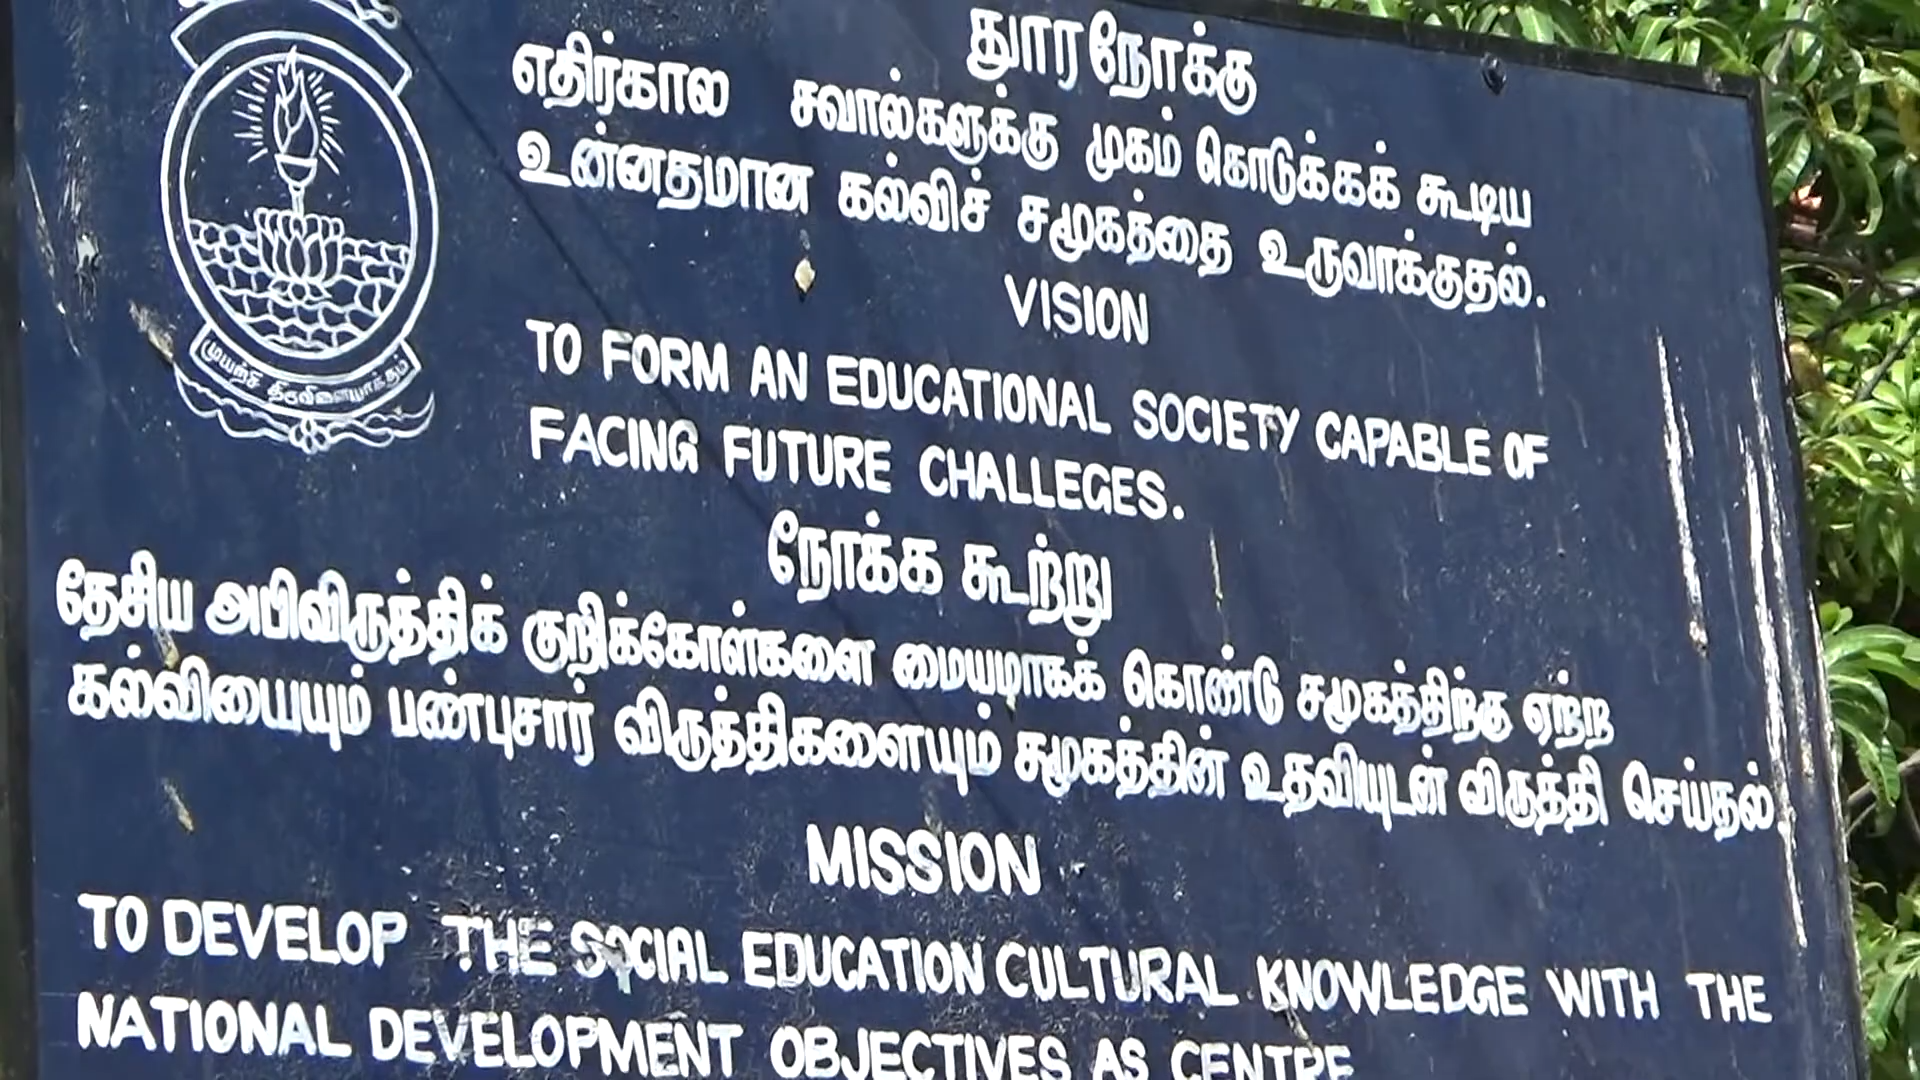 தூரநோக்கு
எதிர்கால சவால்களுக்கு முகம் கொடுக்கக் கூடிய
உன்னதமான கல்விச் சமூகத்தை உருவாக்குதல்.
VISION
TO FORM AN EDUCATIONAL SOCIETY CAPABLE OF
FACING FUTURE CHALLEGES.
முயற்சி திருவினையாக்கும்
நோக்க கூற்று
தேசிய அபிவிருத்திக் குறிக்கோள்களை மையமாகக் கொண்டு சமூகத்திற்கு ஏற்ற
கல்வியையும் பண்புசார் விருத்திகளையும் சமூகத்தின் உதவியுடன் விருத்தி செய்தல்.
MISSION
TO DEVELOP THE SOCIAL EDUCATION CULTURAL KNOWLEDGE WITH THE
NATIONAL DEVELOPMENT OBJECTIVES AS CENTRE